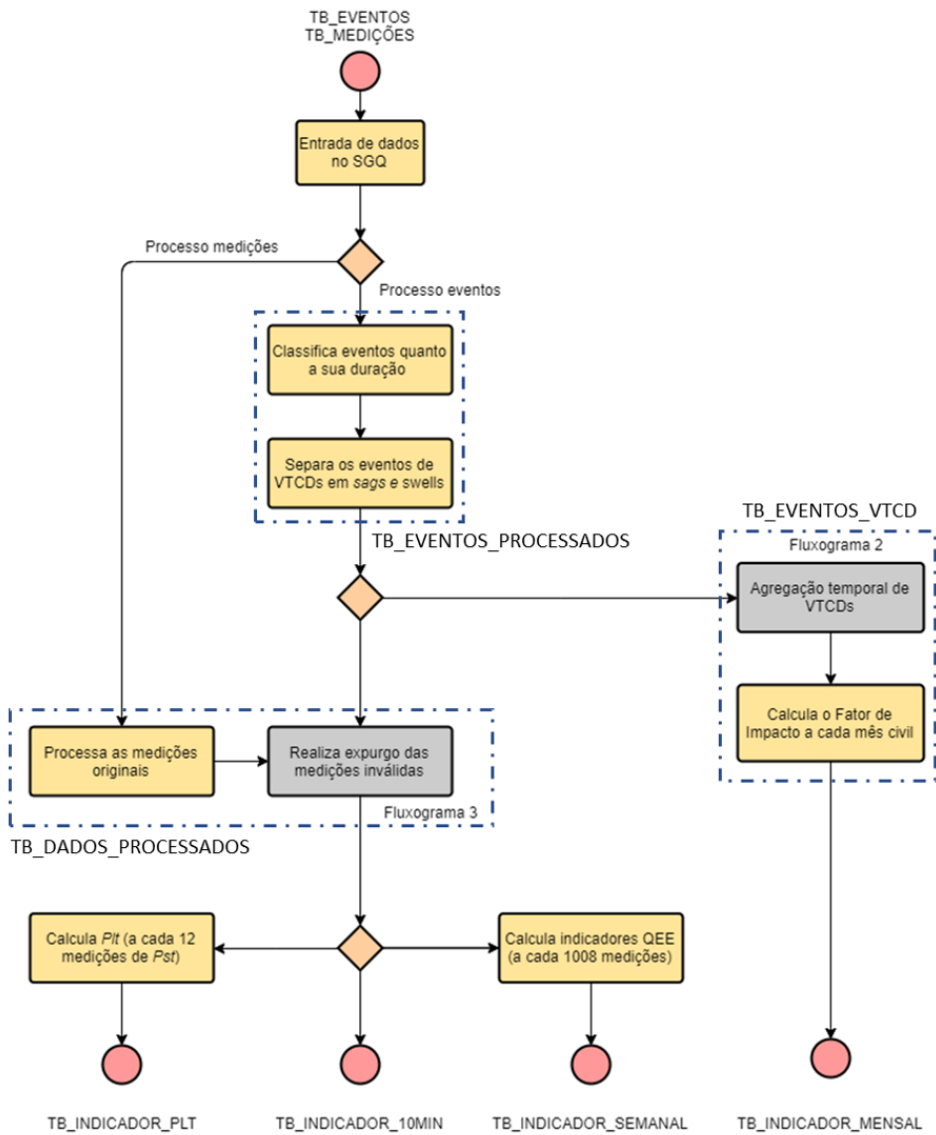 TB_EVENTOS
TB_MEDIÇÕES
Entrada de dados
no SGQ
Processo medições
Processo eventos
Classifica eventos quanto
a sua duração
Separa os eventos de
VTCDs em sags e swells
TB_EVENTOS_PROCESSADOS
TB_EVENTOS_VTCD
Fluxograma 2
Agregação temporal de
VTCDs
Calcula o Fator de
Impacto a cada mês civil
Processa as medições
originais
Realiza expurgo das
medições inválidas
Fluxograma 3
TB_DADOS_PROCESSADOS
Calcula Plt (a cada 12
medições de Pst)
Calcula indicadores QEE
(a cada 1008 medições)
TB_INDICADOR_PLT
TB_INDICADOR_10MIN
TB_INDICADOR_SEMANAL
TB_INDICADOR_MENSAL